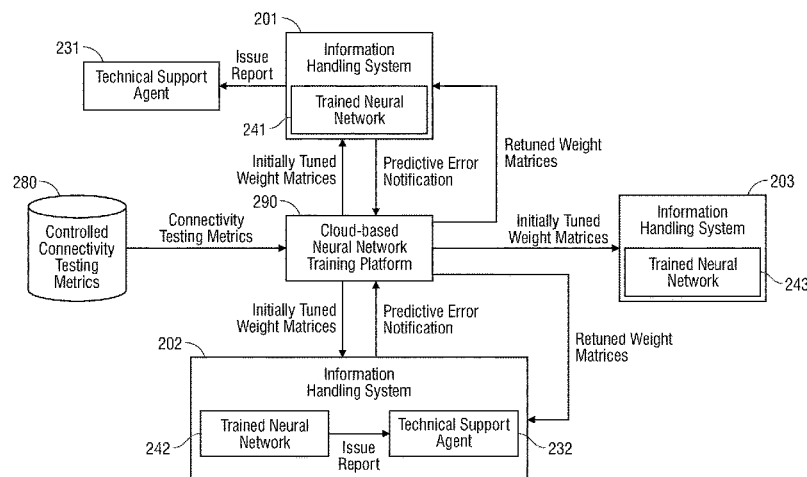 201
231
Information
Handling System
Issue
Report
Technical Support
Agent
Trained Neural
Network
241
Retuned Weight
Matrices
Initially Tuned
Weight Matrices
Predictive Error
Notification
280
290
203
Controlled
Connectivity
Testing
Metrics
Connectivity
Testing Metrics
Cloud-based
Neural Network
Training Platform
Initially Tuned
Weight Matrices
Information
Handling System
Trained Neural
Network
243
Initially Tuned
Weight Matrices
Predictive Error
Notification
Retuned Weight
Matrices
202
Information
Handling System
Trained Neural
Network
Technical Support
Agent
242
Issue
Report
232